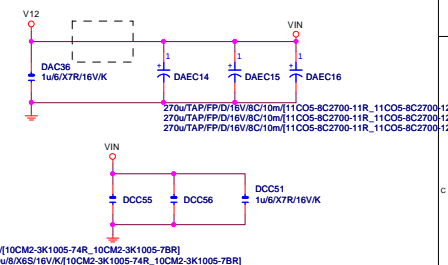 V12
VIN
DAC36
1u/6/X7R/16V/K
1
1
1
+
+
+
DAEC14
DAEC15
DAEC16
270u/TAP/FP/D/16V/8C/10m/[11CO5-8C2700-11R_11CO5-8C2700-12
270u/TAP/FP/D/16V/8C/10m/[11CO5-8C2700-11R_11CO5-8C2700-12
270u/TAP/FP/D/16V/8C/10m/[11CO5-8C2700-11R_11CO5-8C2700-12
VIN
DCC55
DCC56
DCC51
1u/6/X7R/16V/K
C
/[10CM2-3K1005-74R_10CM2-3K1005-7BR]
u/8/X6S/16V/K/[10CM2-3K1005-74R_10CM2-3K1005-7BR]